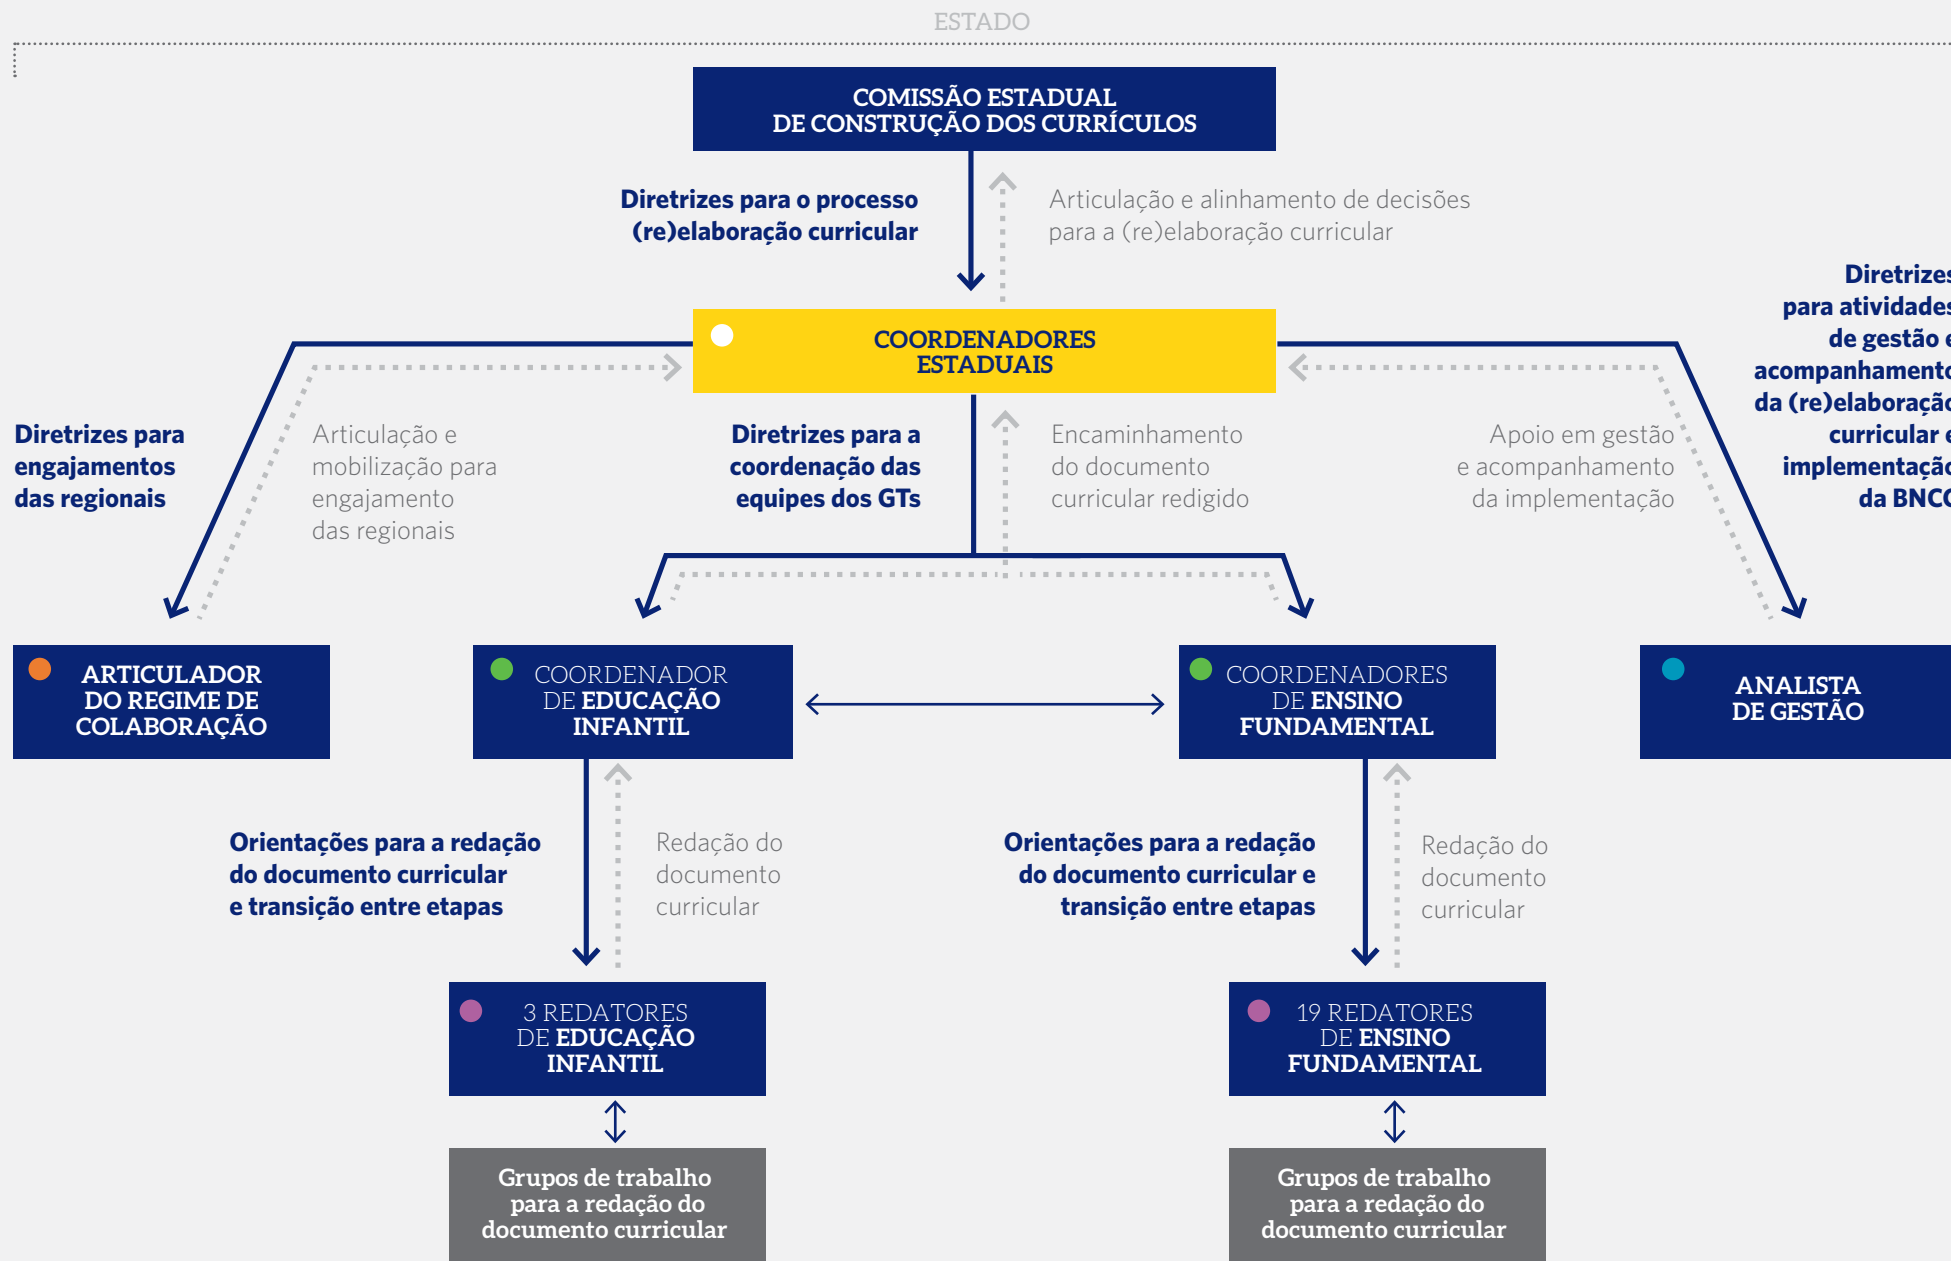 ESTADO
COMISSÃO ESTADUAL
DE CONSTRUÇÃO DOS CURRÍCULOS
Diretrizes para o processo
(re)elaboração curricular
Articulação e alinhamento de decisões
para a (re)elaboração curricular
COORDENADORES
ESTADUAIS
Diretrizes para
engajamentos
das regionais
Articulação e
mobilização para
engajamento
das regionais
Diretrizes para a
coordenação das
equipes dos GTs
Encaminhamento
do documento
curricular redigido
Apoio em gestão
e acompanhamento
da implementação
Diretrizes
para atividades
de gestão e
acompanhamento
da (re)elaboração
curricular e
implementação
da BNCC
ARTICULADOR
DO REGIME DE
COLABORAÇÃO
COORDENADOR
DE EDUCAÇÃO
INFANTIL
COORDENADORES
DE ENSINO
FUNDAMENTAL
ANALISTA
DE GESTÃO
Orientações para a redação
do documento curricular
e transição entre etapas
Redação do
documento
curricular
Orientações para a redação
do documento curricular e
transição entre etapas
Redação do
documento
curricular
3 REDATORES
DE EDUCAÇÃO
INFANTIL
19 REDATORES
DE ENSINO
FUNDAMENTAL
Grupos de trabalho
para a redação do
documento curricular
Grupos de trabalho
para a redação do
documento curricular